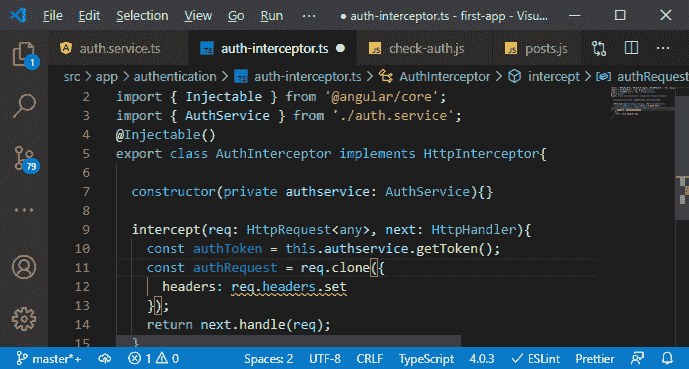 File Edit Selection View Go Run ··· ● auth-interceptor.ts - first-app - Visu...
auth.service.ts auth-interceptor.ts ● check-auth.js posts.js
src > app > authentication > auth-interceptor.ts > AuthInterceptor > intercept > authRequest
2 import { Injectable } from '@angular/core';
3 import { AuthService } from './auth.service';
4 @Injectable()
5 export class AuthInterceptor implements HttpInterceptor{
6
7 constructor(private authservice: AuthService){}
8
9 intercept(req: HttpRequest<any>, next: HttpHandler){
10 const authToken = this.authservice.getToken();
11 const authRequest = req.clone({
12 headers: req.headers.set
13 });
14 return next.handle(req);
15 }
1
79
master*+ 1 0 Spaces: 2 UTF-8 CRLF TypeScript 4.0.3 ESLint Prettier